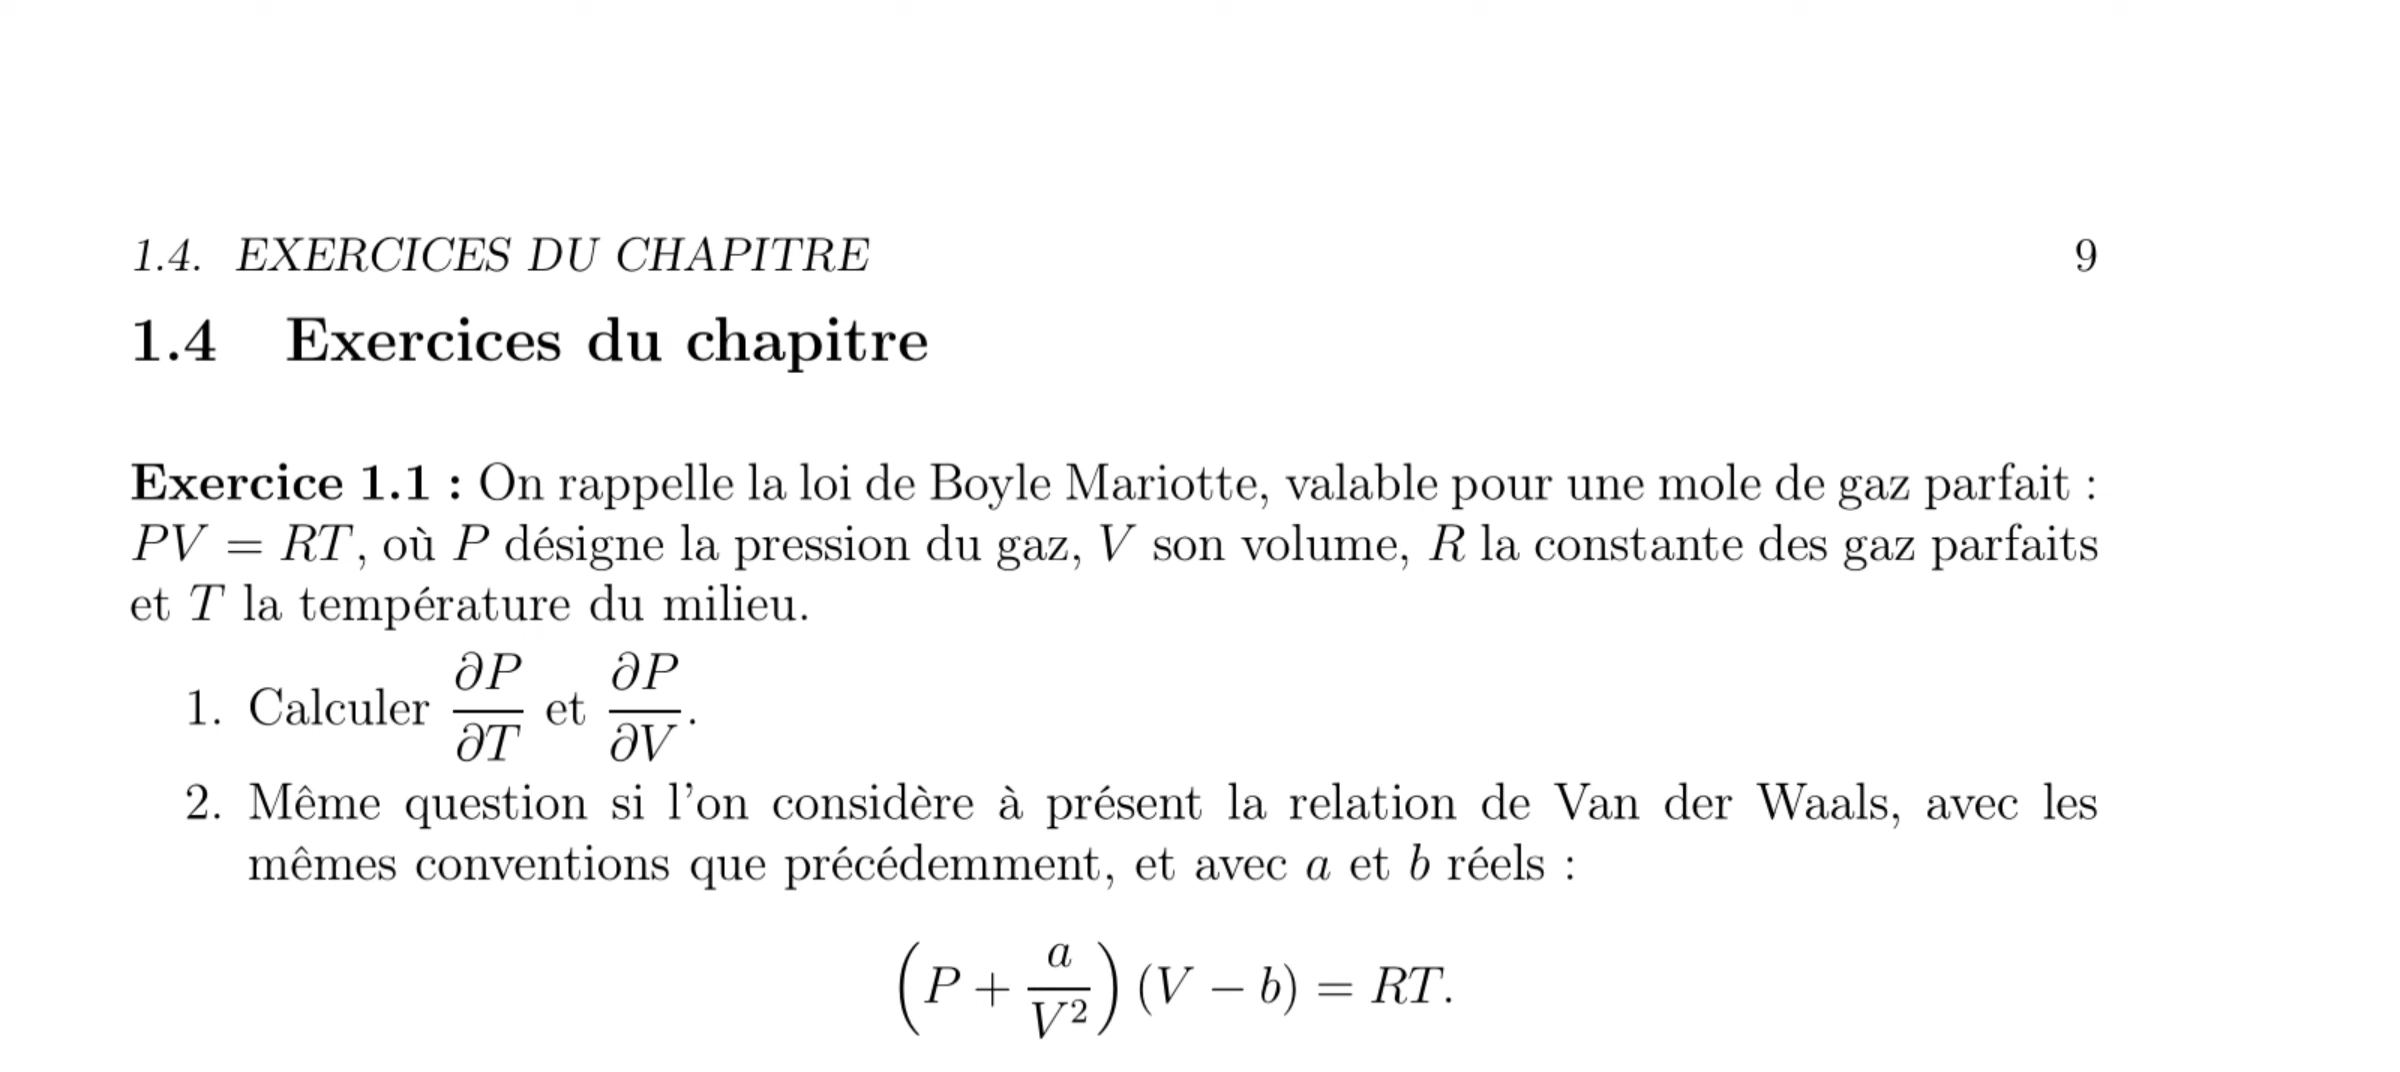 1.4. EXERCICES DU CHAPITRE 9
1.4 Exercices du chapitre
Exercice 1.1 : On rappelle la loi de Boyle Mariotte, valable pour une mole de gaz parfait :
PV = RT, où P désigne la pression du gaz, V son volume, R la constante des gaz parfaits
et T la température du milieu.
1. Calculer ∂P/∂T et ∂P/∂V.
2. Même question si l'on considère à présent la relation de Van der Waals, avec les
mêmes conventions que précédemment, et avec a et b réels :
(P + a/V²) (V − b) = RT.